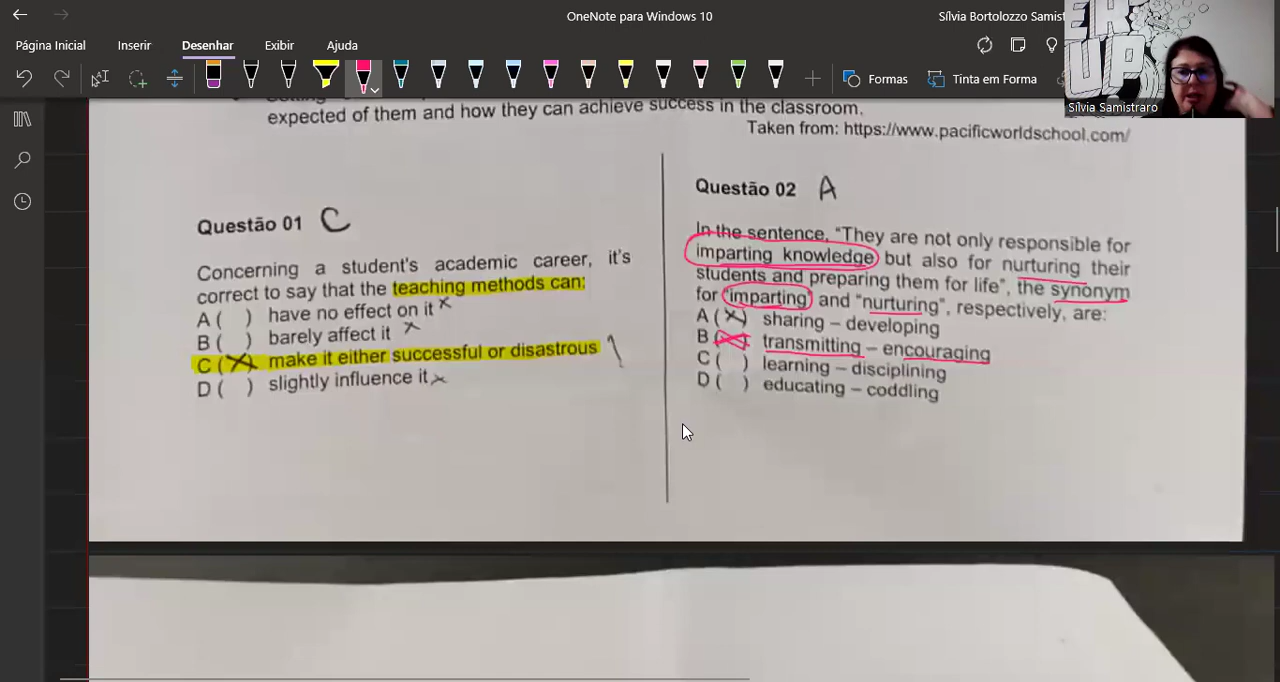 OneNote para Windows 10
Sílvia Bortolozzo Samist
Página Inicial Inserir Desenhar Exibir Ajuda
Formas Tinta em Forma
ER
UP
Sílvia Samistraro
expected of them and how they can achieve success in the classroom.
Taken from: https://www.pacificworldschool.com/
Questão 01 C
Concerning a student's academic career, it's
correct to say that the teaching methods can:
A ( ) have no effect on it x
B ( ) barely affect it x
C (X) make it either successful or disastrous
D ( ) slightly influence it x
Questão 02 A
In the sentence, “They are not only responsible for
imparting knowledge but also for nurturing their
students and preparing them for life”, the synonym
for “imparting” and “nurturing”, respectively, are:
A (X) sharing – developing
B (X) transmitting – encouraging
C ( ) learning – disciplining
D ( ) educating – coddling